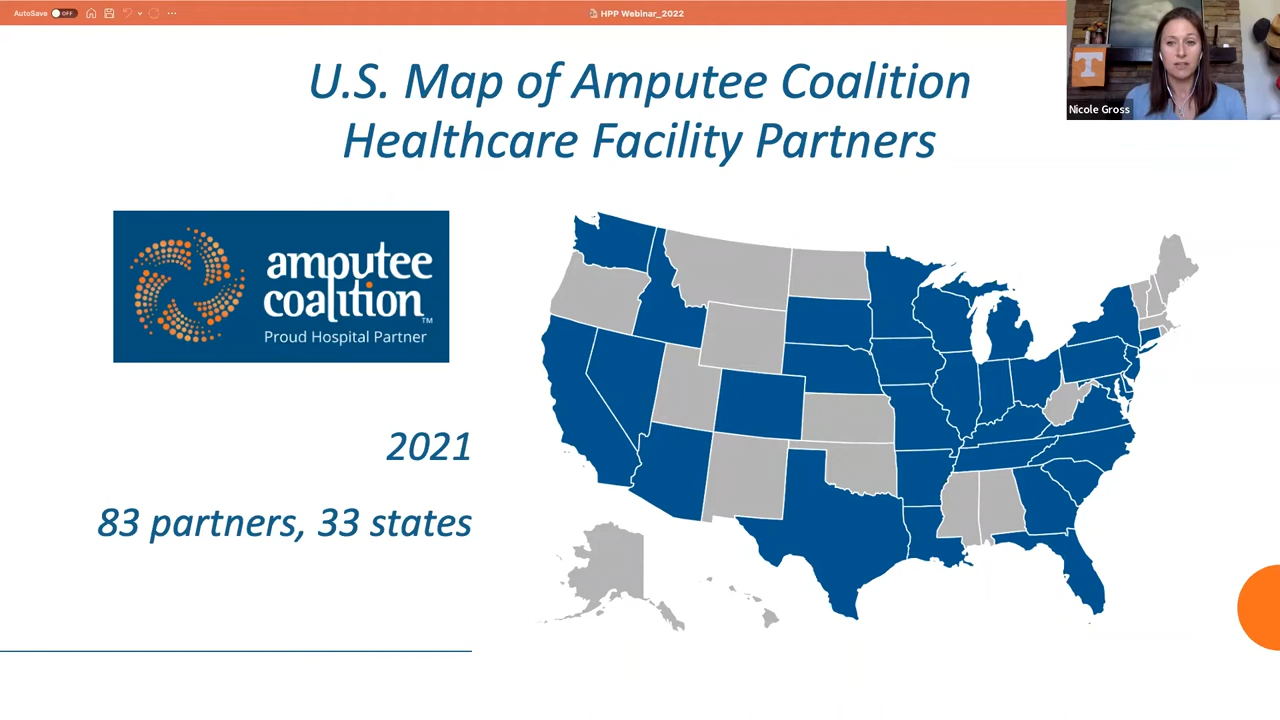 AutoSave OFF
HPP Webinar_2022
Nicole Gross
U.S. Map of Amputee Coalition
Healthcare Facility Partners
amputee
coalition™
Proud Hospital Partner
2021
83 partners, 33 states
T